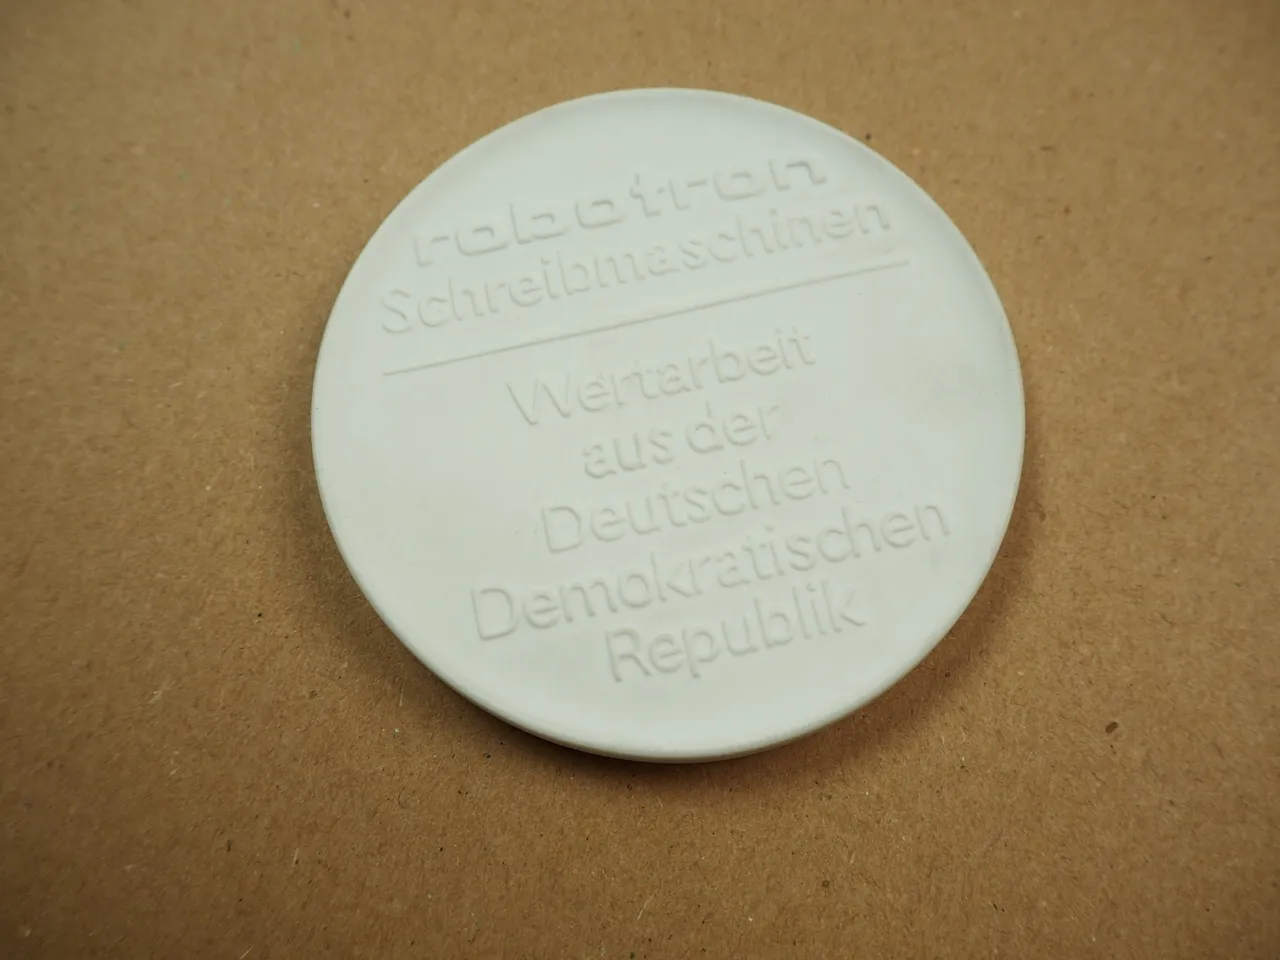 robotron
Schreibmaschinen
Wertarbeit
aus der
Deutschen
Demokratischen
Republik